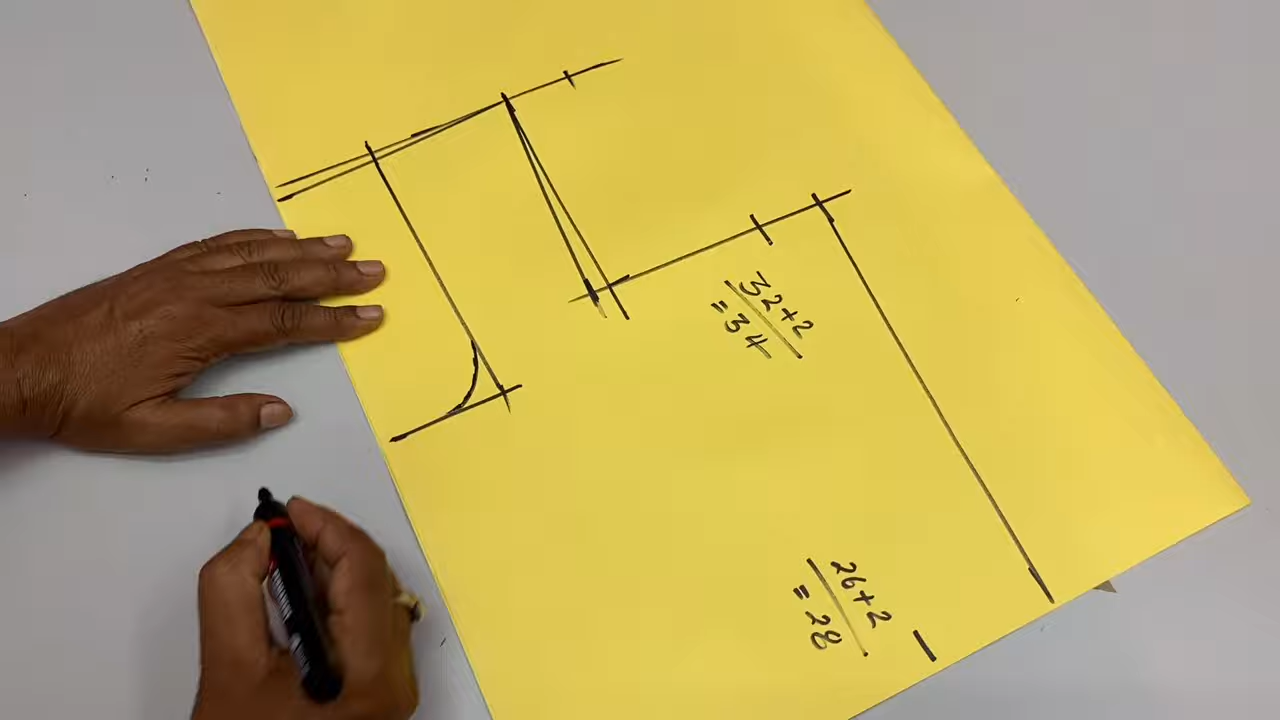 32+2
= 34
26+2
= 28